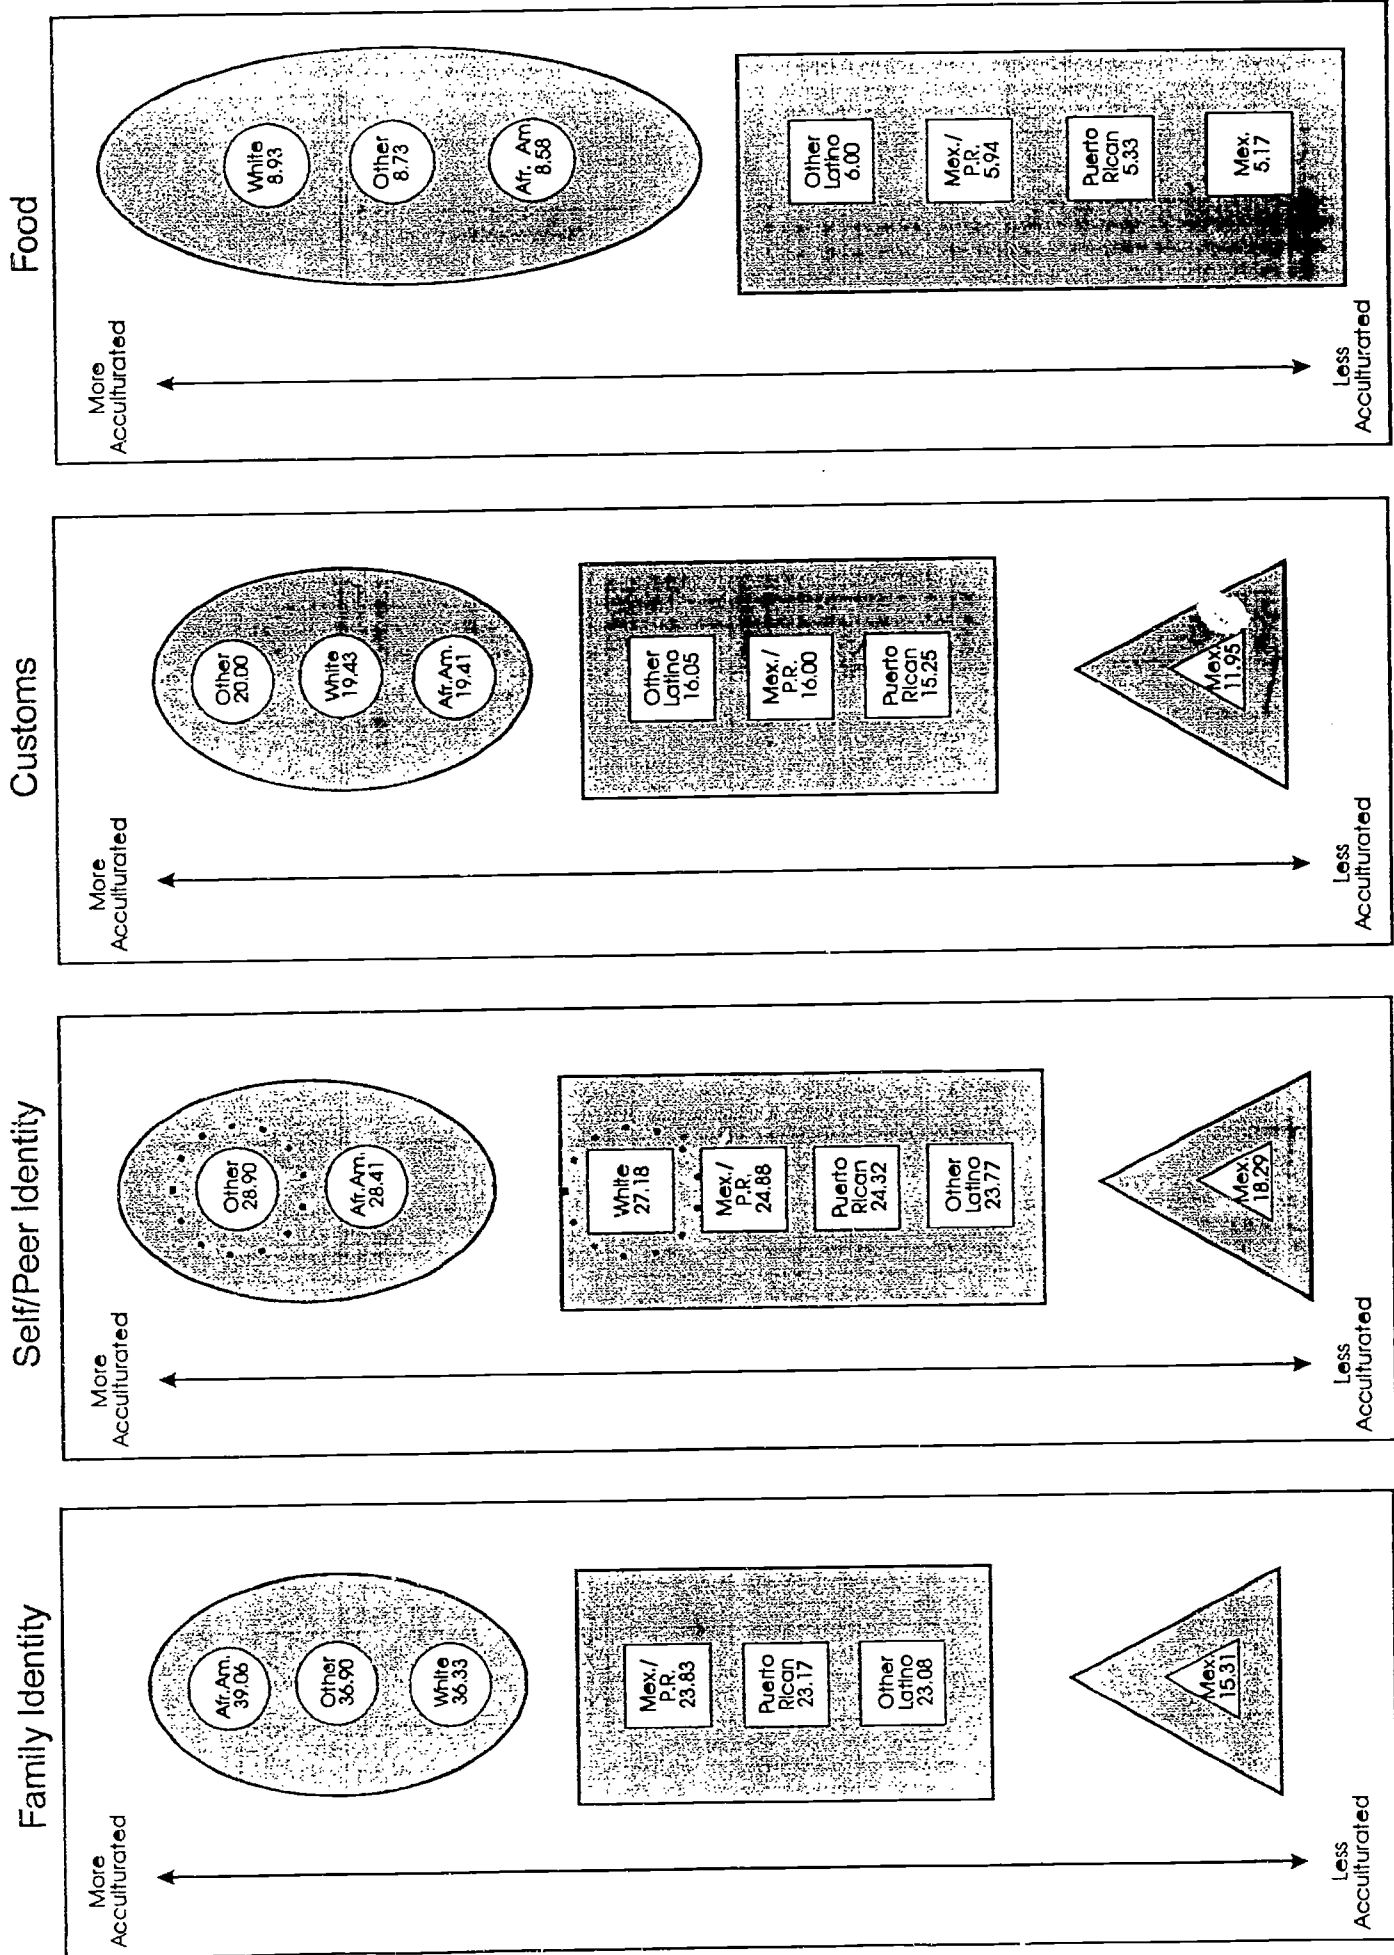 Family Identity
More
Acculturated
Afr.Am.
39.06
Other
36.90
White
36.33
Mex./
P.R.
23.83
Puerto
Rican
23.17
Other
Latino
23.08
Mex.
15.31
Less
Acculturated
Self/Peer Identity
More
Acculturated
Other
28.90
Afr.Am.
28.41
White
27.18
Mex./
P.R.
24.88
Puerto
Rican
24.32
Other
Latino
23.77
Mex.
18.29
Less
Acculturated
Customs
More
Acculturated
Other
20.00
White
19.43
Afr.Am.
19.41
Other
Latino
16.05
Mex./
P.R.
16.00
Puerto
Rican
15.25
Mex.
11.95
Less
Acculturated
Food
More
Acculturated
White
8.93
Other
8.73
Afr. Am
8.58
Other
Latino
6.00
Mex./
P.R.
5.94
Puerto
Rican
5.33
Mex.
5.17
Less
Acculturated